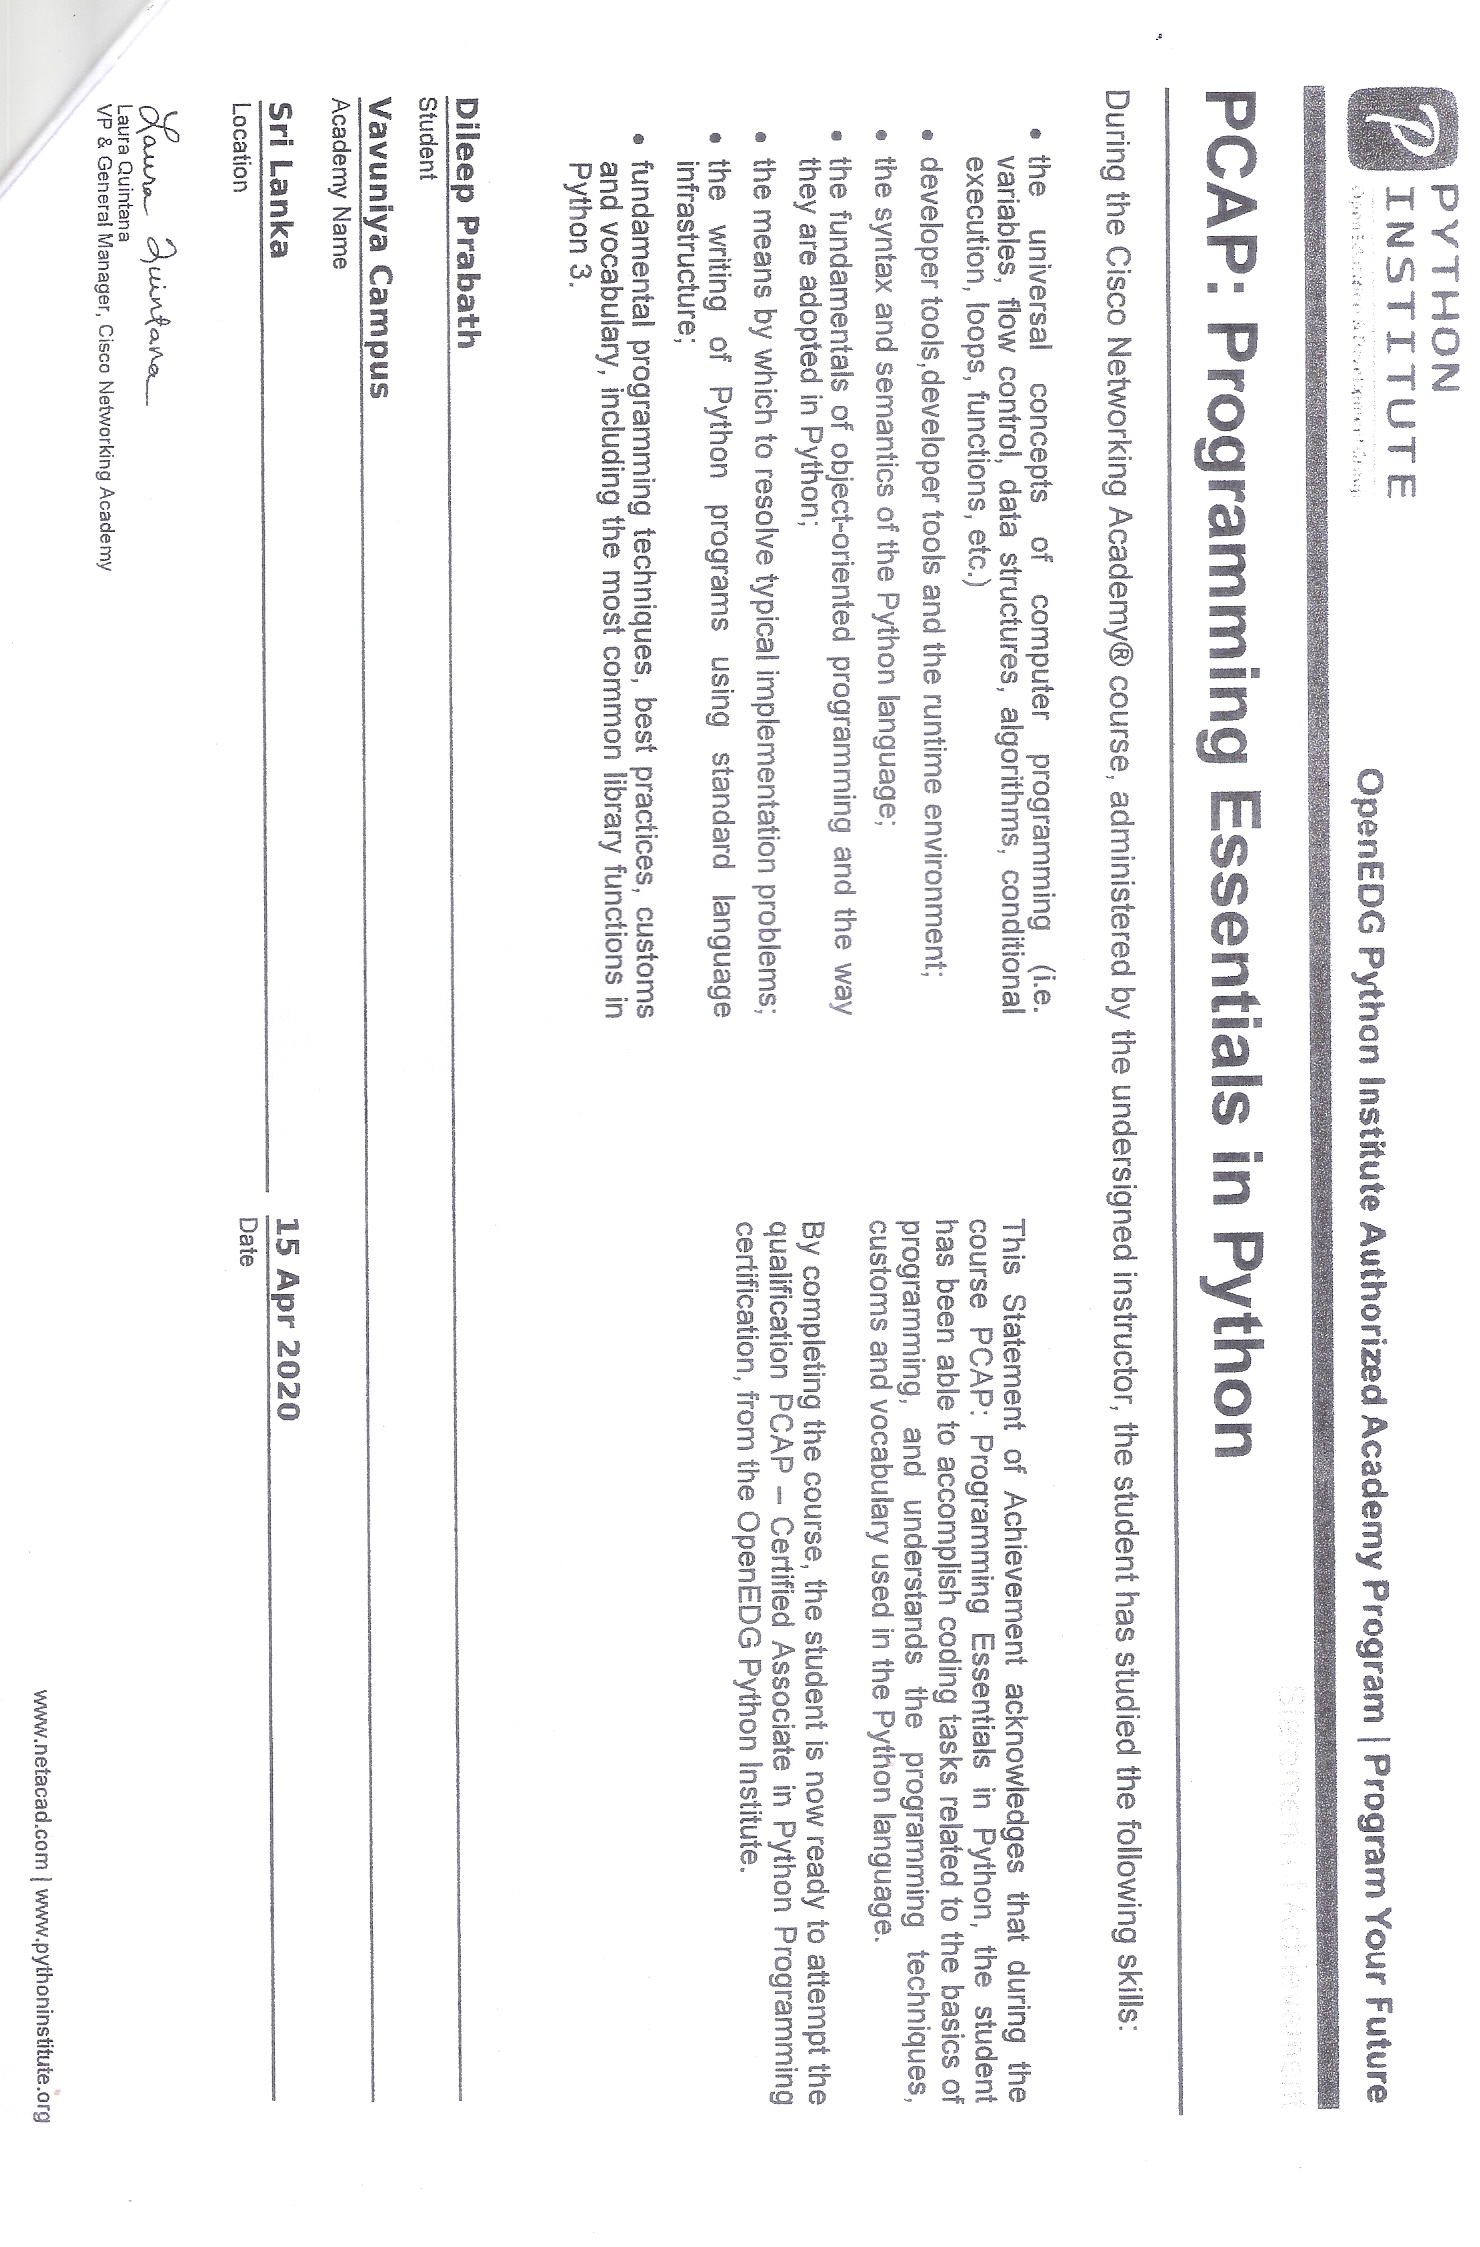 PYTHON
INSTITUTE
Open Education & Development Group
OpenEDG Python Institute Authorized Academy Program | Program Your Future
Statement of Achievement
PCAP: Programming Essentials in Python
During the Cisco Networking Academy® course, administered by the undersigned instructor, the student has studied the following skills:
• the universal concepts of computer programming (i.e.
variables, flow control, data structures, algorithms, conditional
execution, loops, functions, etc.)
• developer tools,developer tools and the runtime environment;
• the syntax and semantics of the Python language;
• the fundamentals of object-oriented programming and the way
they are adopted in Python;
• the means by which to resolve typical implementation problems;
• the writing of Python programs using standard language
infrastructure;
• fundamental programming techniques, best practices, customs
and vocabulary, including the most common library functions in
Python 3.
This Statement of Achievement acknowledges that during the
course PCAP: Programming Essentials in Python, the student
has been able to accomplish coding tasks related to the basics of
programming, and understands the programming techniques,
customs and vocabulary used in the Python language.
By completing the course, the student is now ready to attempt the
qualification PCAP – Certified Associate in Python Programming
certification, from the OpenEDG Python Institute.
Dileep Prabath
Student
Vavuniya Campus
Academy Name
Sri Lanka
Location
15 Apr 2020
Date
Laura Quintana
Laura Quintana
VP & General Manager, Cisco Networking Academy
www.netacad.com | www.pythoninstitute.org